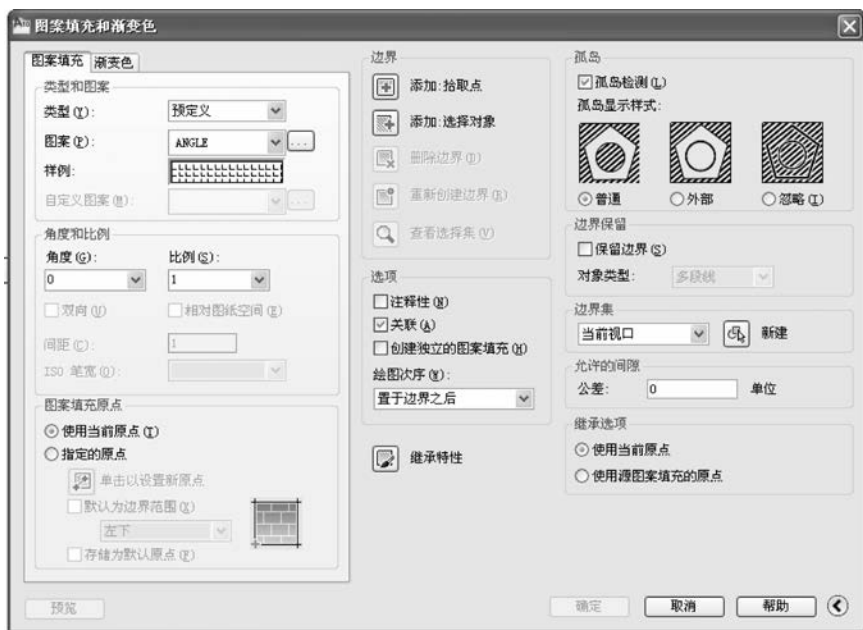 图案填充和渐变色
图案填充 渐变色
类型和图案
类型(Y): 预定义
图案(P): ANGLE ...
样例:
自定义图案(M): ...
角度和比例
角度(G): 比例(S):
0 1
双向(U) 相对图纸空间(E)
间距(C): 1
ISO 笔宽(O):
图案填充原点
使用当前原点(T)
指定的原点
单击以设置新原点
默认为边界范围(X)
左下
存储为默认原点(F)
预览
边界
添加:拾取点
添加:选择对象
删除边界(D)
重新创建边界(R)
查看选择集(V)
选项
注释性(N)
关联(A)
创建独立的图案填充(H)
绘图次序(W):
置于边界之后
继承特性
孤岛
孤岛检测(L)
孤岛显示样式:
普通 外部 忽略(I)
边界保留
保留边界(S)
对象类型: 多段线
边界集
当前视口 新建
允许的间隙
公差: 0 单位
继承选项
使用当前原点
使用源图案填充的原点
确定 取消 帮助